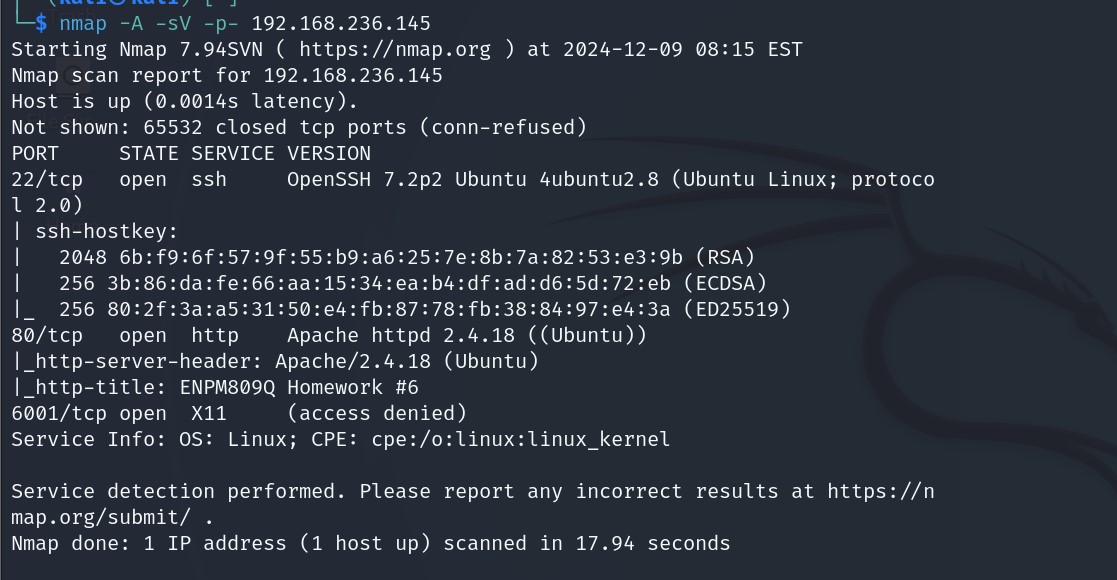 (kali㉿kali)-[~]
└─$ nmap -A -sV -p- 192.168.236.145
Starting Nmap 7.94SVN ( https://nmap.org ) at 2024-12-09 08:15 EST
Nmap scan report for 192.168.236.145
Host is up (0.0014s latency).
Not shown: 65532 closed tcp ports (conn-refused)
PORT     STATE SERVICE VERSION
22/tcp   open  ssh     OpenSSH 7.2p2 Ubuntu 4ubuntu2.8 (Ubuntu Linux; protoco
l 2.0)
| ssh-hostkey:
|   2048 6b:f9:6f:57:9f:55:b9:a6:25:7e:8b:7a:82:53:e3:9b (RSA)
|   256 3b:86:da:fe:66:aa:15:34:ea:b4:df:ad:d6:5d:72:eb (ECDSA)
|_  256 80:2f:3a:a5:31:50:e4:fb:87:78:fb:38:84:97:e4:3a (ED25519)
80/tcp   open  http    Apache httpd 2.4.18 ((Ubuntu))
|_http-server-header: Apache/2.4.18 (Ubuntu)
|_http-title: ENPM809Q Homework #6
6001/tcp open  X11     (access denied)
Service Info: OS: Linux; CPE: cpe:/o:linux:linux_kernel

Service detection performed. Please report any incorrect results at https://n
map.org/submit/ .
Nmap done: 1 IP address (1 host up) scanned in 17.94 seconds